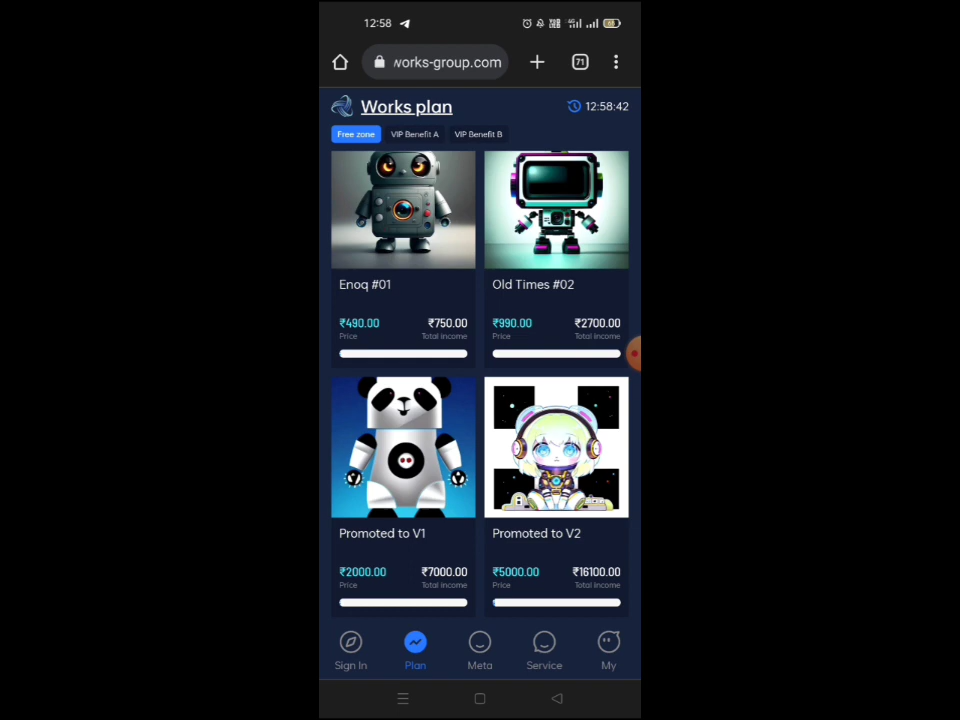 12:58
works-group.com
71
Works plan
12:58:42
Free zone VIP Benefit A VIP Benefit B
Enoq #01
₹490.00 ₹750.00
Price Total income
Old Times #02
₹990.00 ₹2700.00
Price Total income
Promoted to V1
₹2000.00 ₹7000.00
Price Total income
Promoted to V2
₹5000.00 ₹16100.00
Price Total income
Sign In Plan Meta Service My